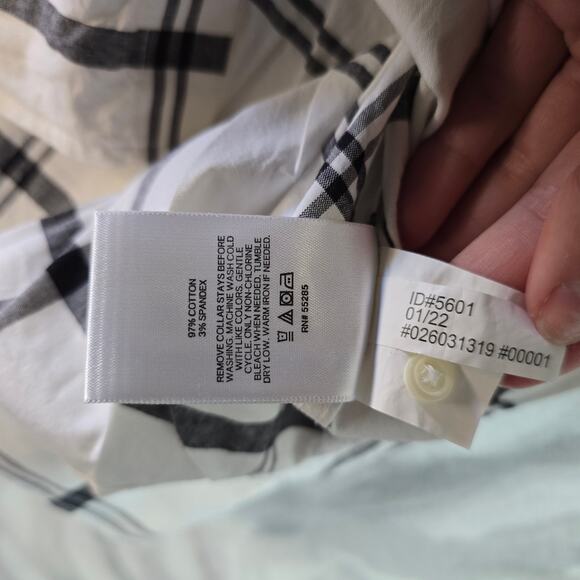 97% COTTON
3% SPANDEX
REMOVE COLLAR STAYS BEFORE
WASHING. MACHINE WASH COLD
WITH LIKE COLORS. GENTLE
CYCLE. ONLY NON-CHLORINE
BLEACH WHEN NEEDED. TUMBLE
DRY LOW. WARM IRON IF NEEDED.
RN# 55285
ID#5601
01/22
#026031319 #00001